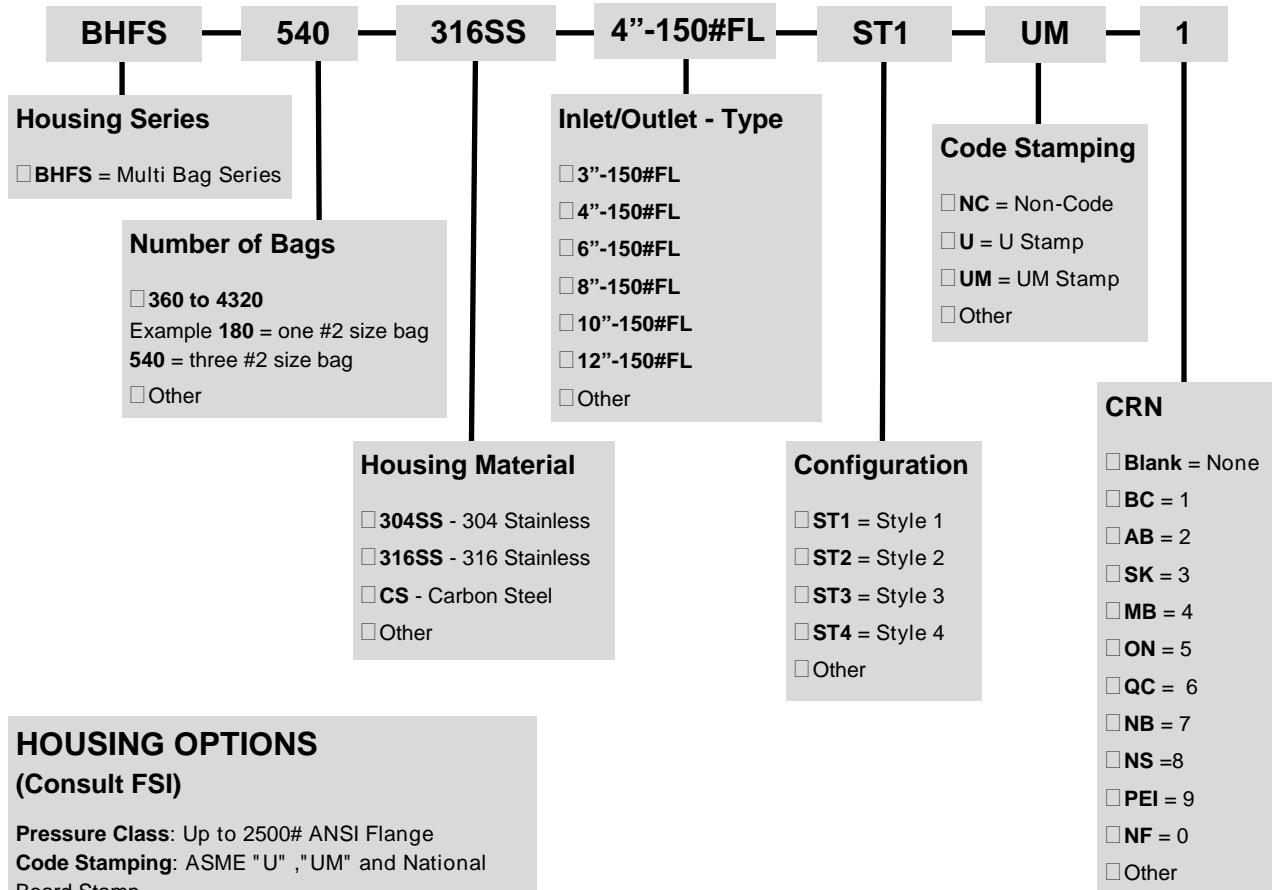 BHFS 540 316SS 4”-150#FL ST1 UM 1
Housing Series
☐ BHFS = Multi Bag Series
Number of Bags
☐ 360 to 4320
Example 180 = one #2 size bag
540 = three #2 size bag
☐ Other
Housing Material
☐ 304SS - 304 Stainless
☐ 316SS - 316 Stainless
☐ CS - Carbon Steel
☐ Other
Inlet/Outlet - Type
☐ 3”-150#FL
☐ 4”-150#FL
☐ 6”-150#FL
☐ 8”-150#FL
☐ 10”-150#FL
☐ 12”-150#FL
☐ Other
Configuration
☐ ST1 = Style 1
☐ ST2 = Style 2
☐ ST3 = Style 3
☐ ST4 = Style 4
☐ Other
Code Stamping
☐ NC = Non-Code
☐ U = U Stamp
☐ UM = UM Stamp
☐ Other
CRN
☐ Blank = None
☐ BC = 1
☐ AB = 2
☐ SK = 3
☐ MB = 4
☐ ON = 5
☐ QC = 6
☐ NB = 7
☐ NS =8
☐ PEI = 9
☐ NF = 0
☐ Other
HOUSING OPTIONS
(Consult FSI)
Pressure Class: Up to 2500# ANSI Flange
Code Stamping: ASME "U" ,"UM" and National